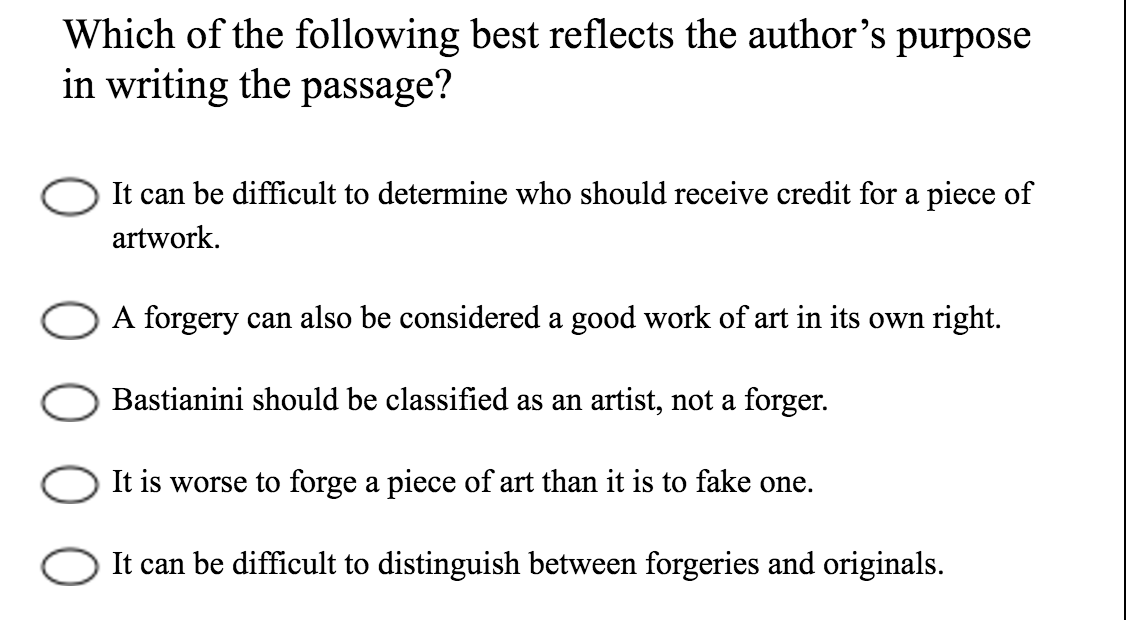 Which of the following best reflects the author’s purpose
in writing the passage?
It can be difficult to determine who should receive credit for a piece of
artwork.
A forgery can also be considered a good work of art in its own right.
Bastianini should be classified as an artist, not a forger.
It is worse to forge a piece of art than it is to fake one.
It can be difficult to distinguish between forgeries and originals.